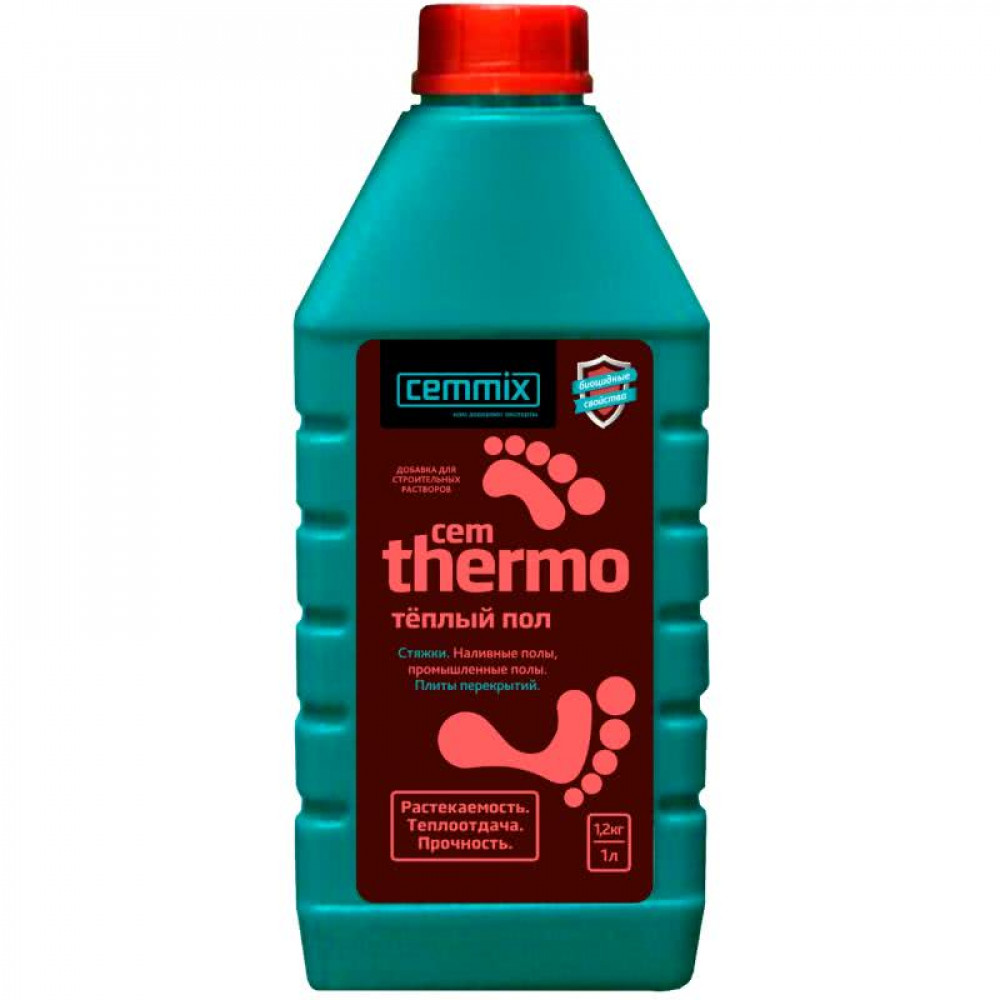 cemmix
биоцидные
свойства
ДОБАВКА ДЛЯ
СТРОИТЕЛЬНЫХ
РАСТВОРОВ
cem
thermo
тёплый пол
Стяжки. Наливные полы,
промышленные полы.
Плиты перекрытий.
Растекаемость.
Теплоотдача.
Прочность.
1,2кг
1л